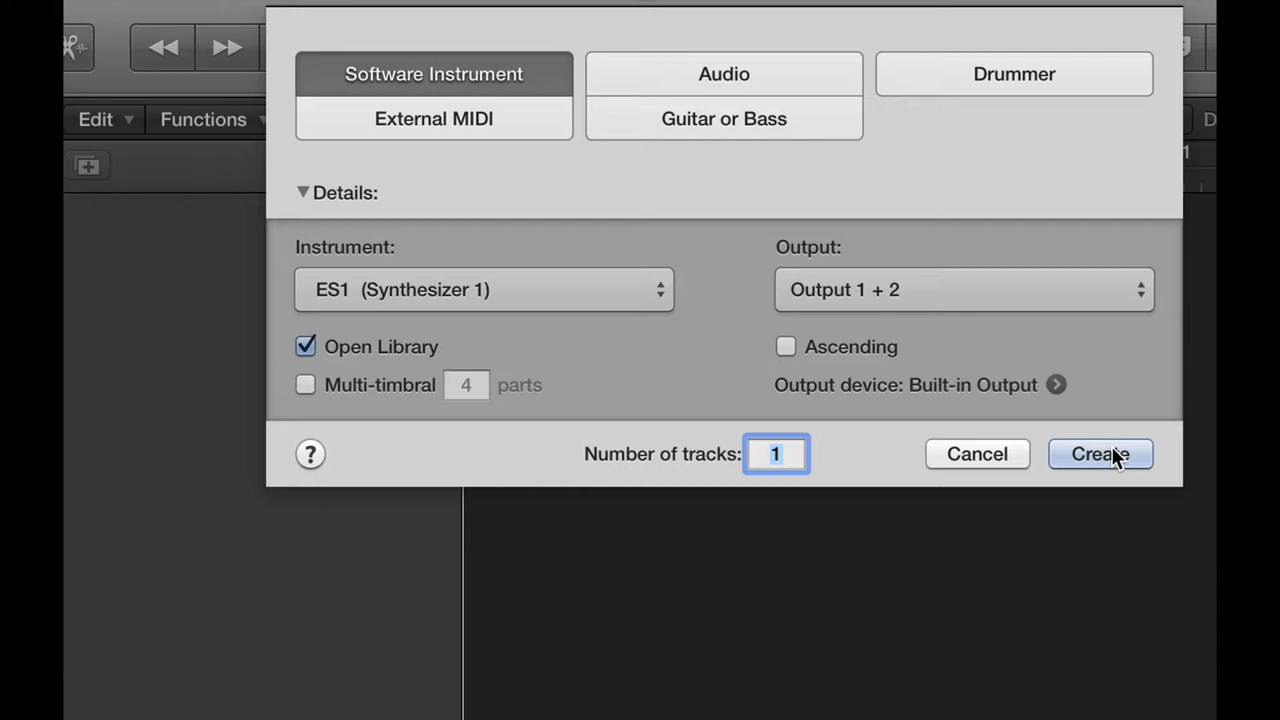 Software Instrument
Audio
Drummer
External MIDI
Guitar or Bass
Edit
Functions
D
1
Details:
Instrument:
Output:
ES1 (Synthesizer 1)
Output 1 + 2
Open Library
Ascending
Multi-timbral 4 parts
Output device: Built-in Output
?
Number of tracks: 1
Cancel
Create